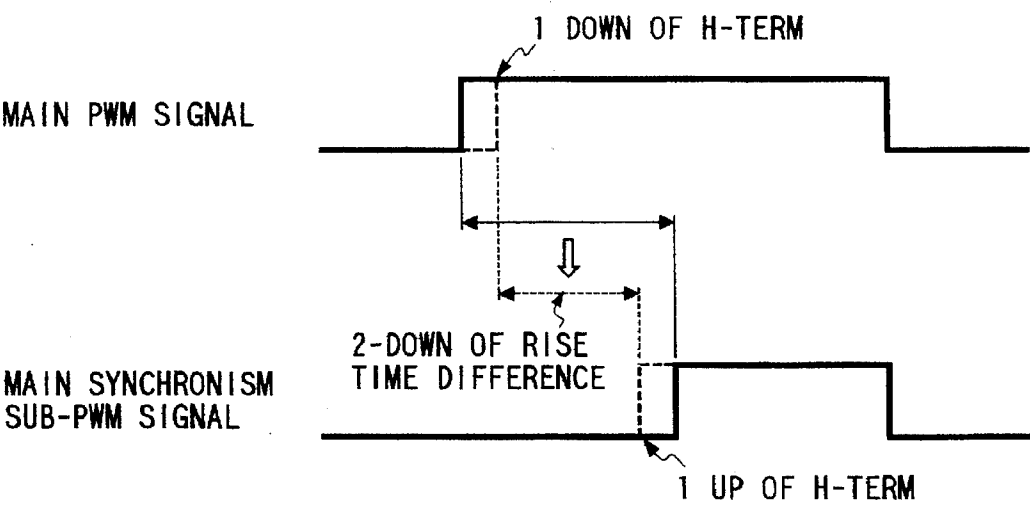 1 DOWN OF H-TERM
MAIN PWM SIGNAL
2-DOWN OF RISE
TIME DIFFERENCE
MAIN SYNCHRONISM
SUB-PWM SIGNAL
1 UP OF H-TERM